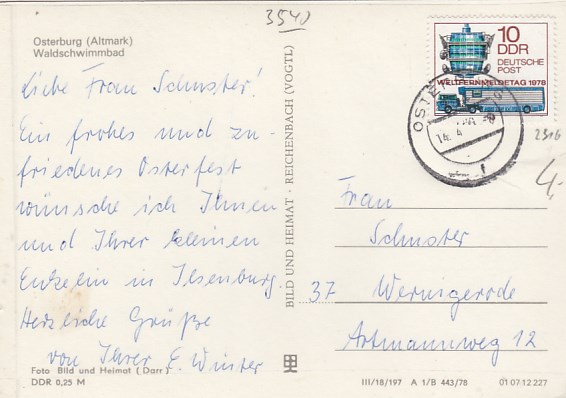 3540
Osterburg (Altmark)
Waldschwimmbad
Liebe Frau Schuster!
Ein frohes und zu-
friedenes Osterfest
wünsche ich Ihnen
und Ihrer kleinen
Enkelin in Ilsenburg.
Herzliche Grüße
von Ihrer E. Winter
Foto Bild und Heimat (Darr)
DDR 0,25 M
BILD UND HEIMAT · REICHENBACH (VOGTL)
10
DDR
DEUTSCHE
POST
WELTFERNMELDETAG 1978
2316
4,-
Frau
Schuster
37 Wernigerode
Artmannweg 12
III/18/197 A 1/B 443/78
01 07 12 227